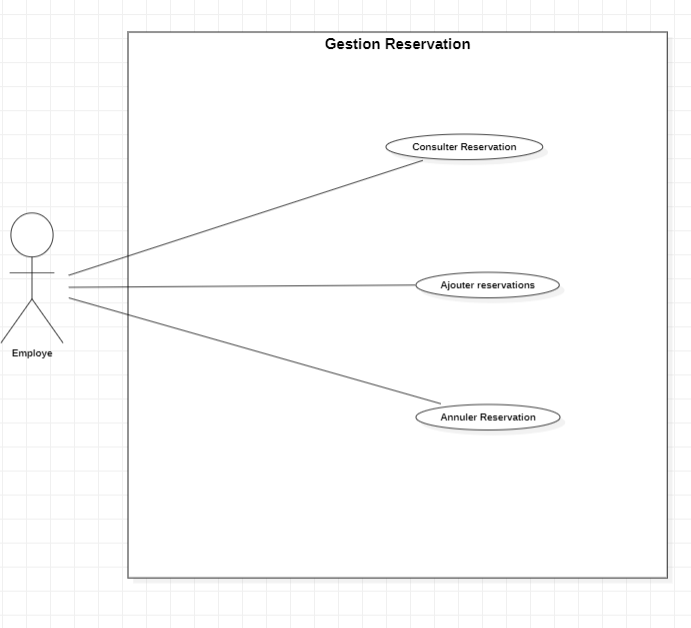 Gestion Reservation
Consulter Reservation
Ajouter reservations
Employe
Annuler Reservation